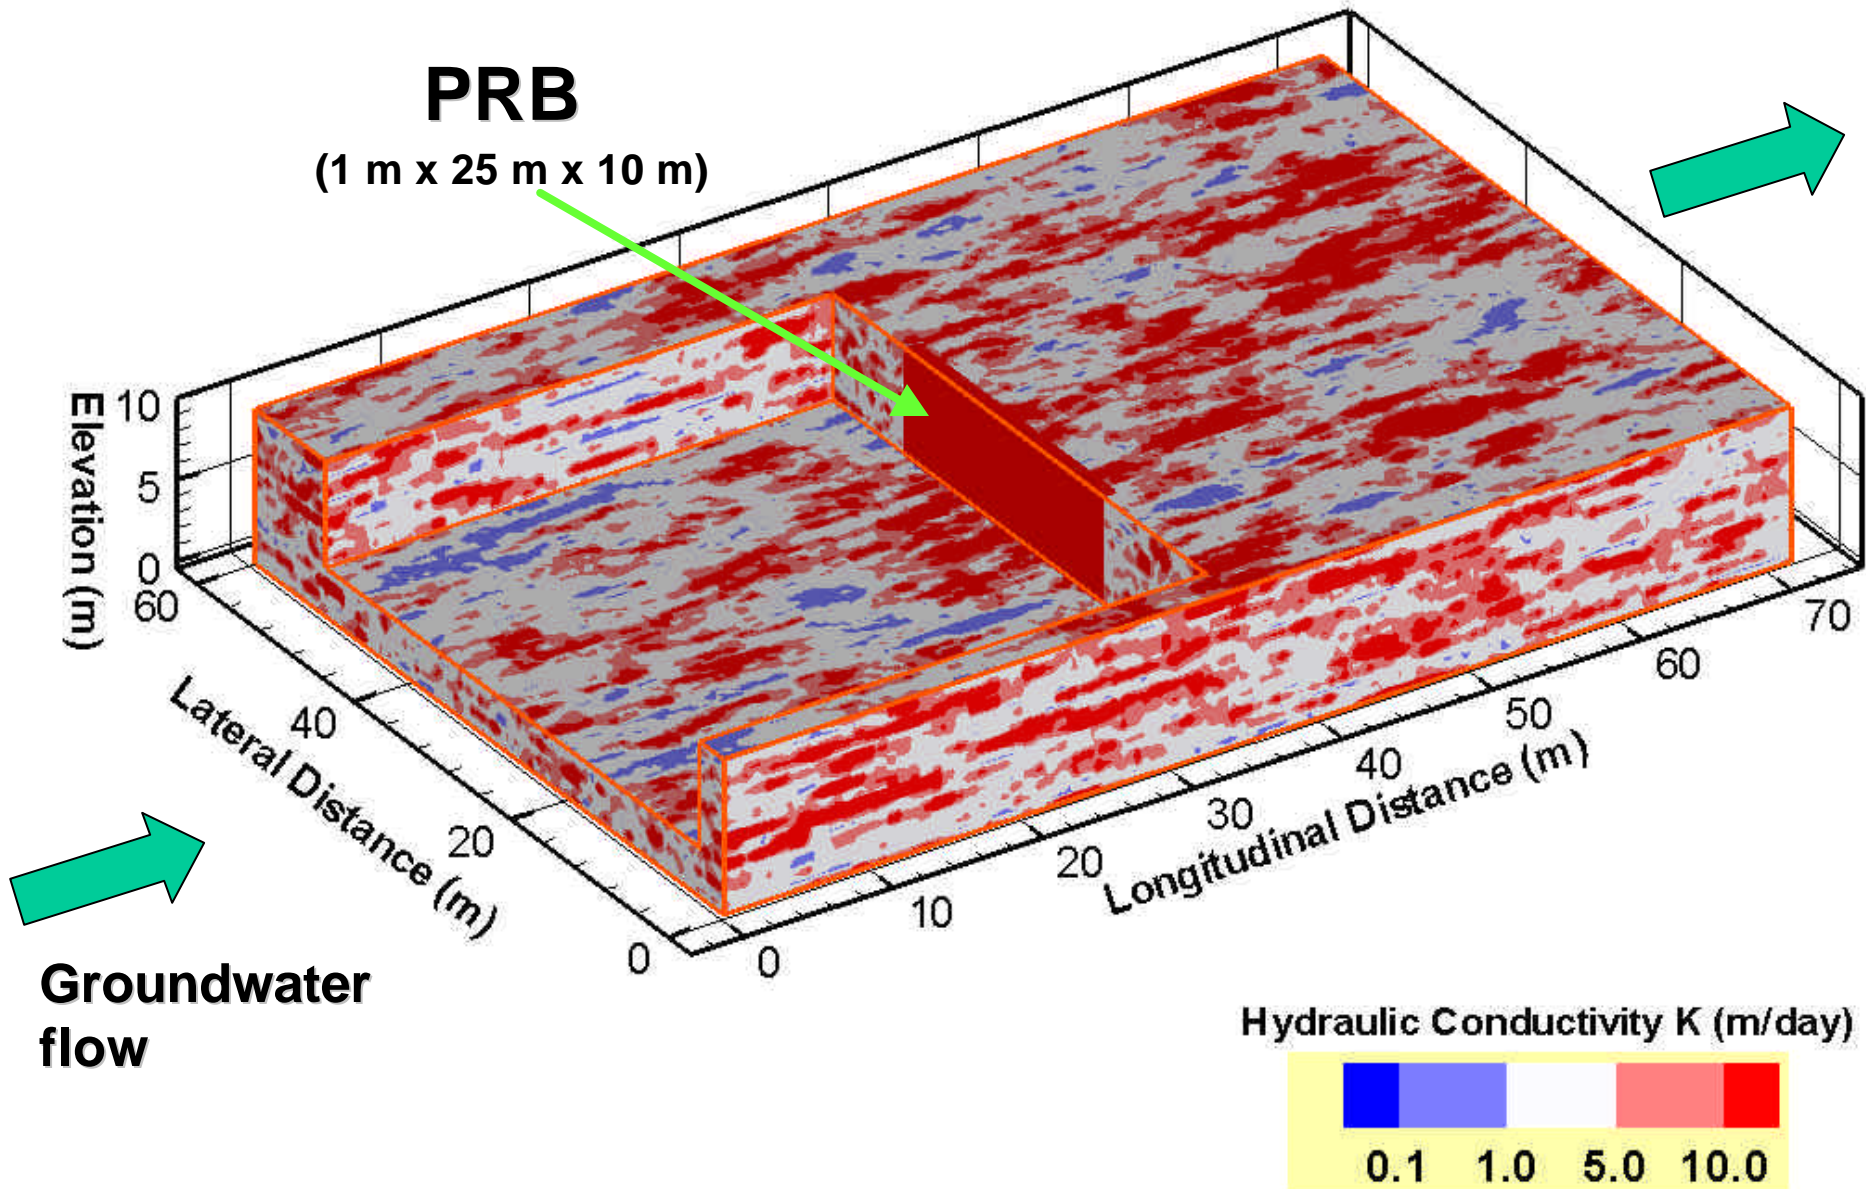 PRB
(1 m x 25 m x 10 m)
Elevation (m)
10
5
0
60
40
20
0
Lateral Distance (m)
0
10
20
30
40
50
60
70
Longitudinal Distance (m)
Groundwater
flow
Hydraulic Conductivity K (m/day)
0.1 1.0 5.0 10.0